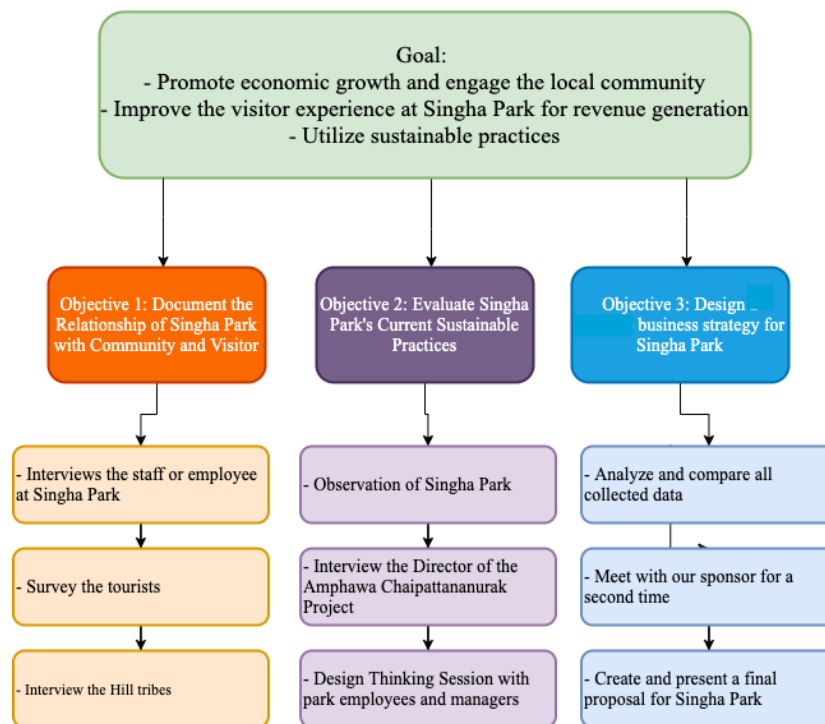 Goal:
- Promote economic growth and engage the local community
- Improve the visitor experience at Singha Park for revenue generation
- Utilize sustainable practices
Objective 1: Document the
Relationship of Singha Park
with Community and Visitor
Objective 2: Evaluate Singha
Park's Current Sustainable
Practices
Objective 3: Design
business strategy for
Singha Park
- Interviews the staff or employee
at Singha Park
- Observation of Singha Park
- Analyze and compare all
collected data
- Survey the tourists
- Interview the Director of the
Amphawa Chaipattananurak
Project
- Meet with our sponsor for a
second time
- Interview the Hill tribes
- Design Thinking Session with
park employees and managers
- Create and present a final
proposal for Singha Park